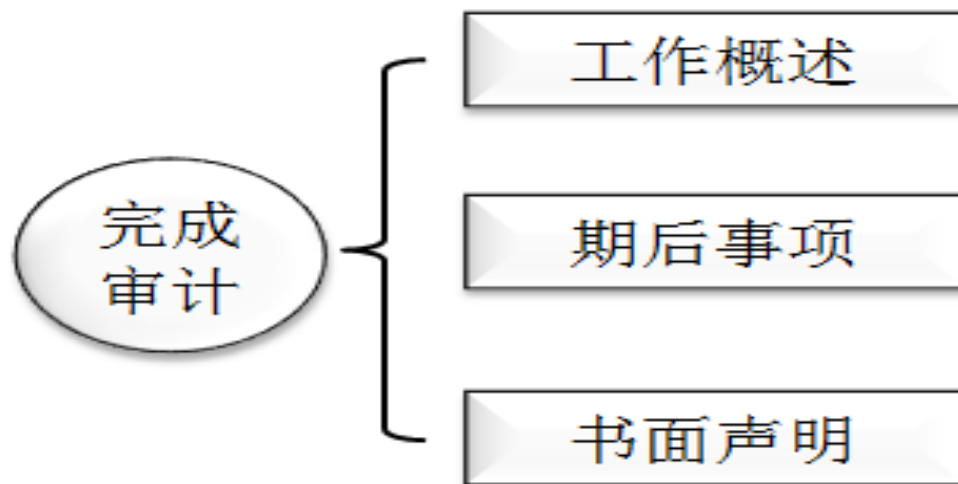 完成
审计
工作概述
期后事项
书面声明